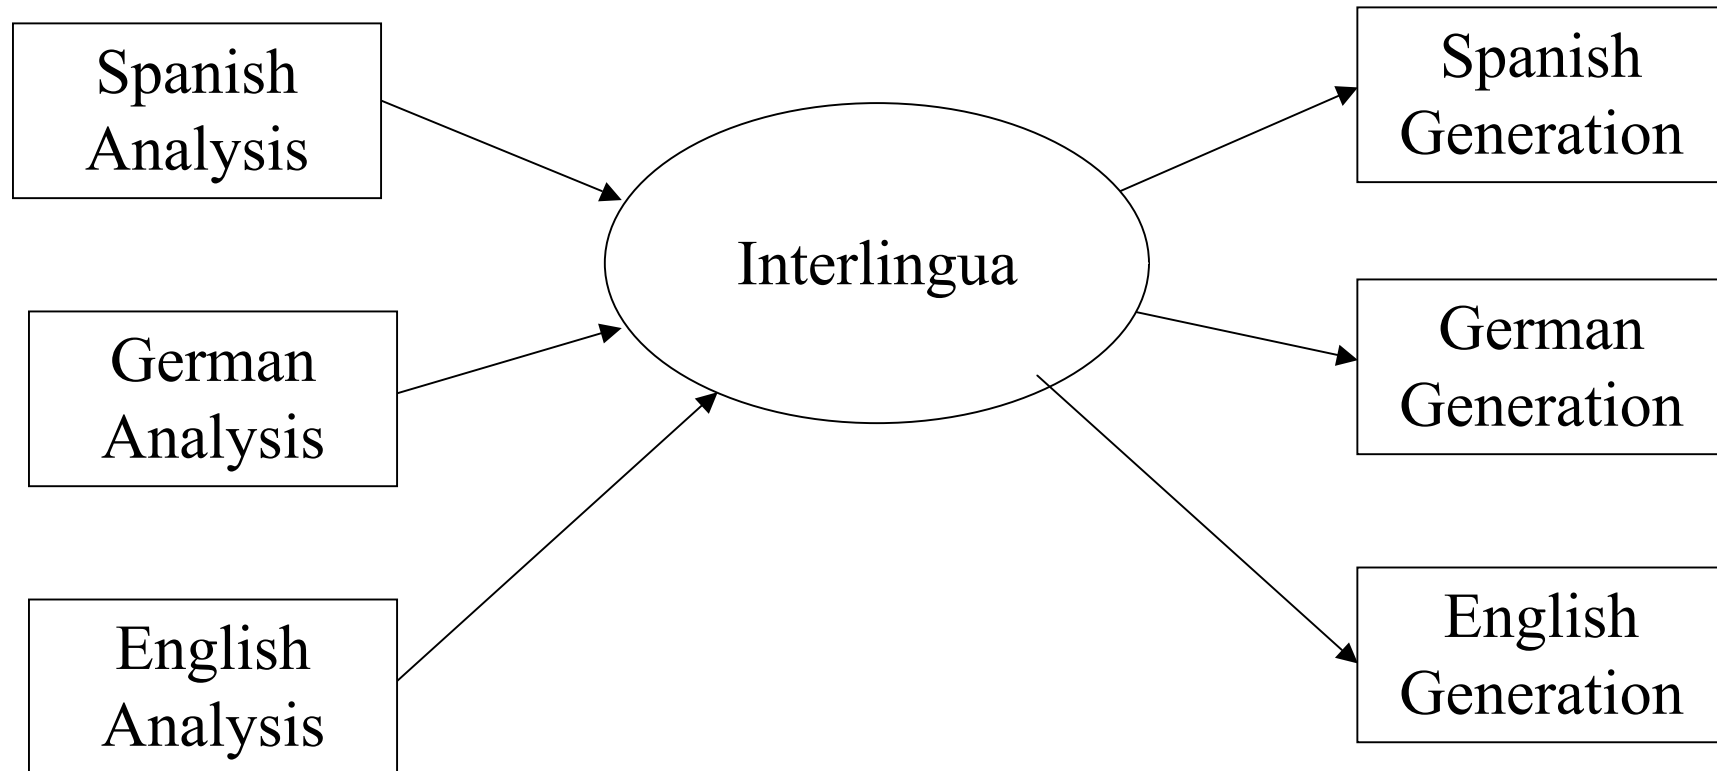 Spanish
Analysis
German
Analysis
English
Analysis
Interlingua
Spanish
Generation
German
Generation
English
Generation